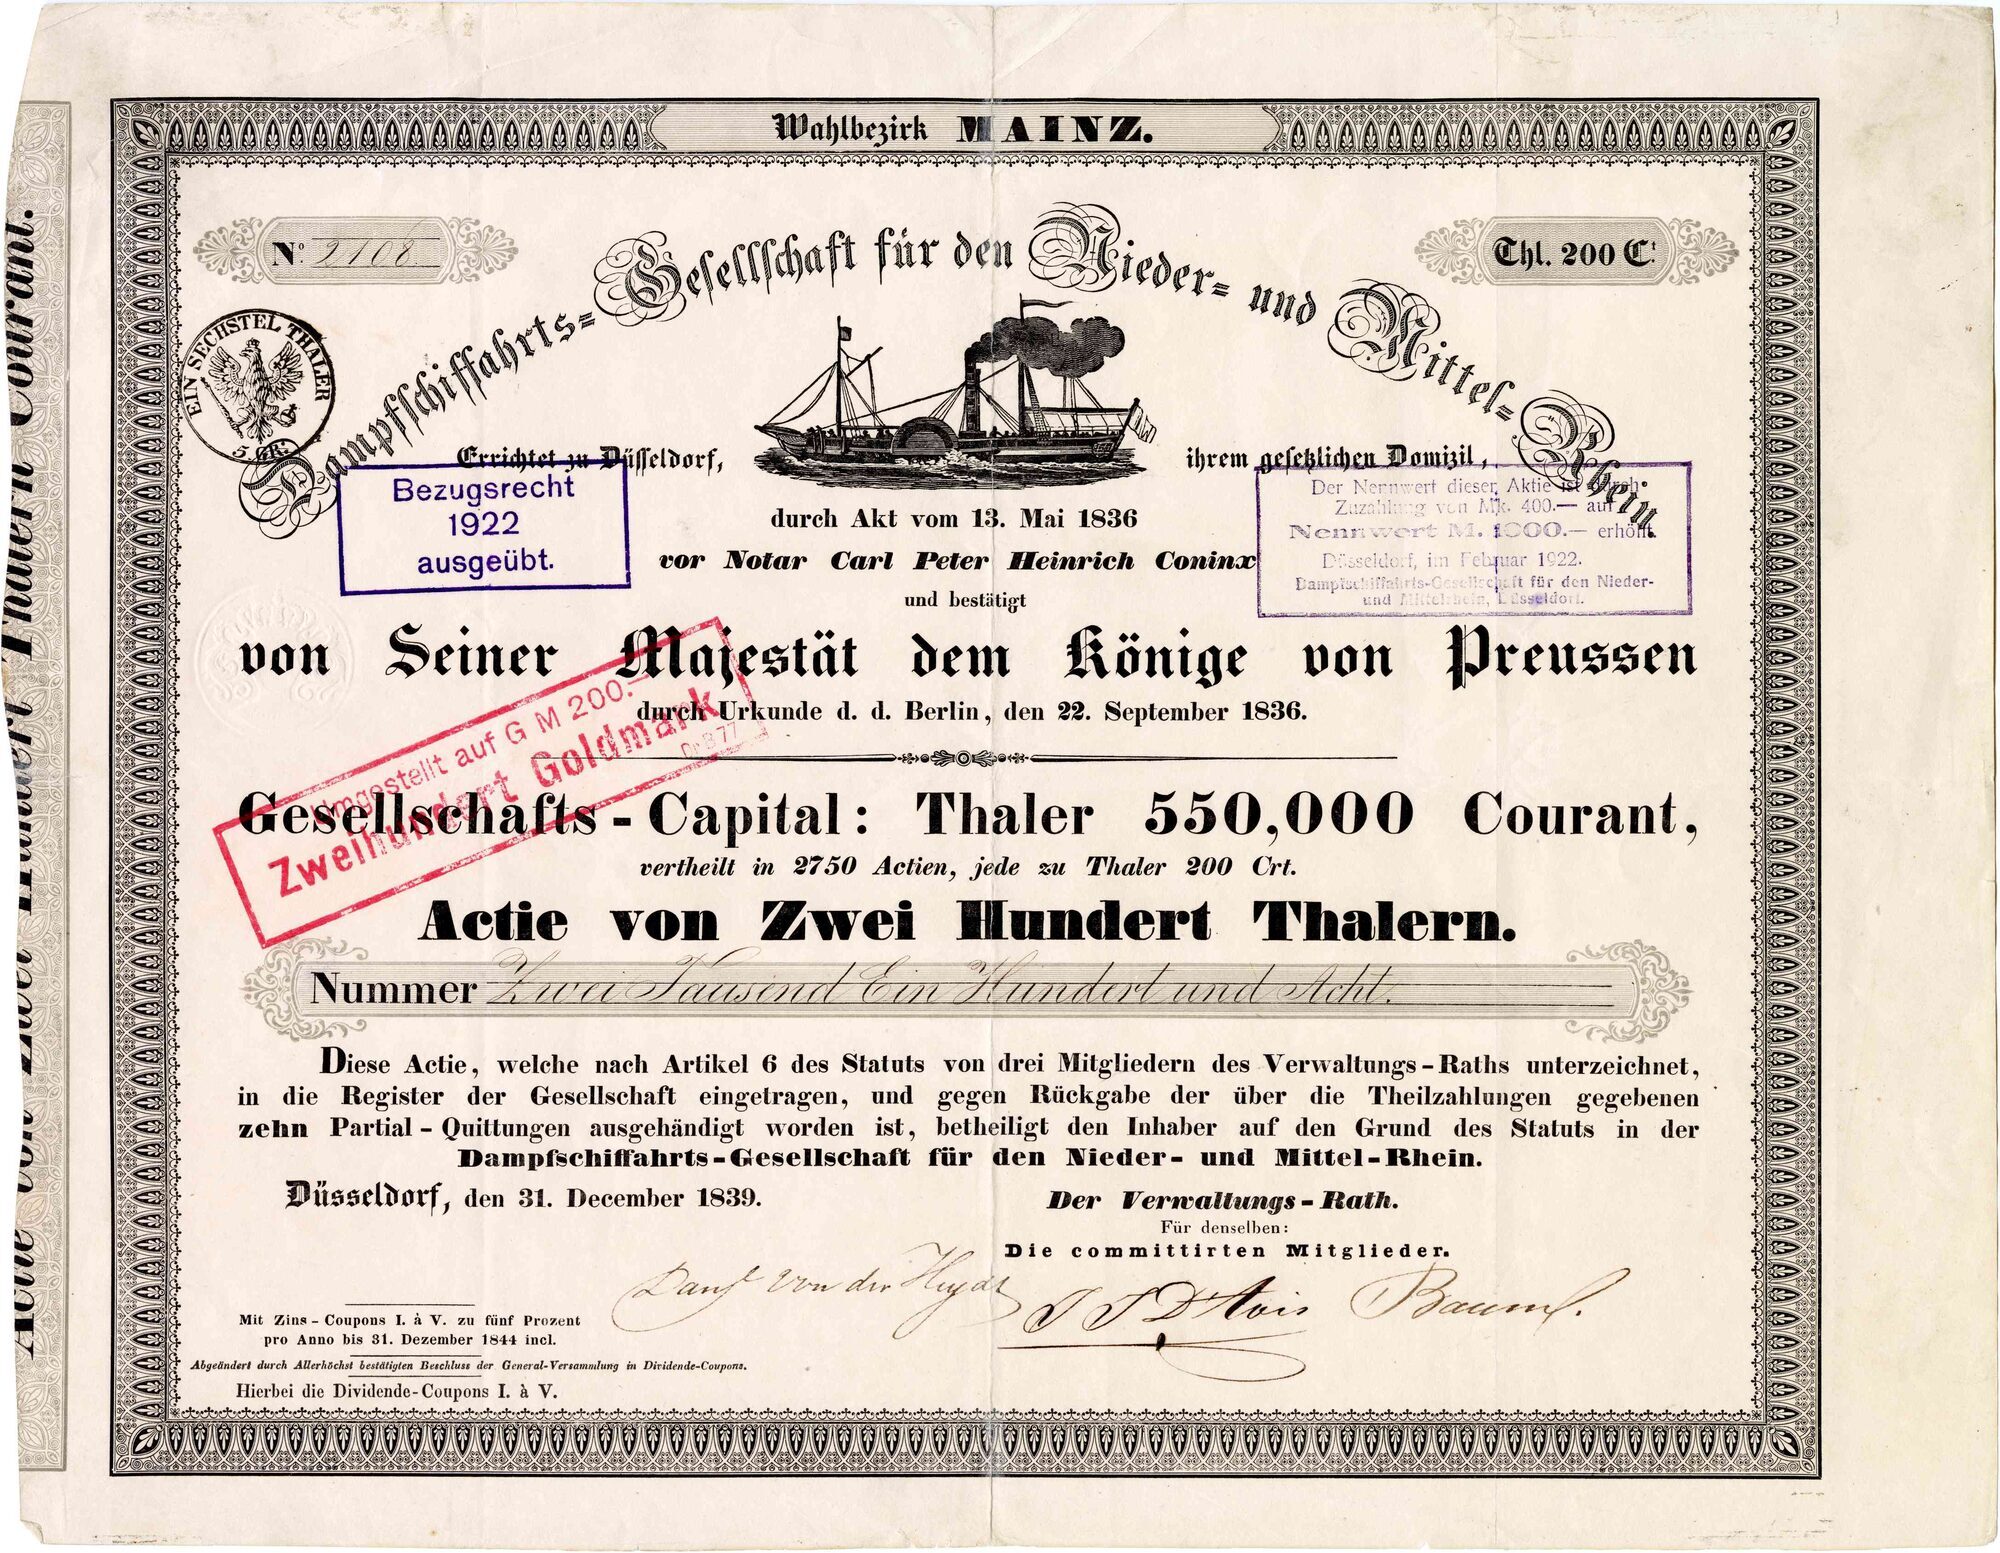 Wahlbezirk MAINZ.
No. 2108
Thl. 200 Ct.
Dampfschiffahrts-Gesellschaft für den Nieder- und Mittel-Rhein
EIN SECHSTEL THALER
5. GR:
Errichtet zu Düsseldorf, ihrem gesetzlichen Domizil,
Bezugsrecht
1922
ausgeübt.
Der Nennwert dieser Aktie ist durch
Zuzahlung von Mk. 400.— auf
Nennwert M. 1000.— erhöht.
Düsseldorf, im Februar 1922.
Dampfschiffahrts-Gesellschaft für den Nieder-
und Mittelrhein, Düsseldorf.
durch Akt vom 13. Mai 1836
vor Notar Carl Peter Heinrich Coninx
und bestätigt
von Seiner Majestät dem Könige von Preussen
durch Urkunde d. d. Berlin, den 22. September 1836.
Umgestellt auf G M 200.—
Zweihundert Goldmark
Gesellschafts-Capital: Thaler 550,000 Courant,
vertheilt in 2750 Actien, jede zu Thaler 200 Crt.
Actie von Zwei Hundert Thalern.
Nummer Zwei Tausend Ein Hundert und Acht.
Diese Actie, welche nach Artikel 6 des Statuts von drei Mitgliedern des Verwaltungs-Raths unterzeichnet,
in die Register der Gesellschaft eingetragen, und gegen Rückgabe der über die Theilzahlungen gegebenen
zehn Partial-Quittungen ausgehändigt worden ist, betheiligt den Inhaber auf den Grund des Statuts in der
Dampfschiffahrts-Gesellschaft für den Nieder- und Mittel-Rhein.
Düsseldorf, den 31. December 1839.
Der Verwaltungs-Rath.
Für denselben:
Die committirten Mitglieder.
von der Heydt
Mit Zins-Coupons I. à V. zu fünf Prozent
pro Anno bis 31. Dezember 1844 incl.
Abgeändert durch Allerhöchst bestätigten Beschluss der General-Versammlung in Dividende-Coupons.
Hierbei die Dividende-Coupons I. à V.
Actie von Zwei Hundert Thalern Courant.